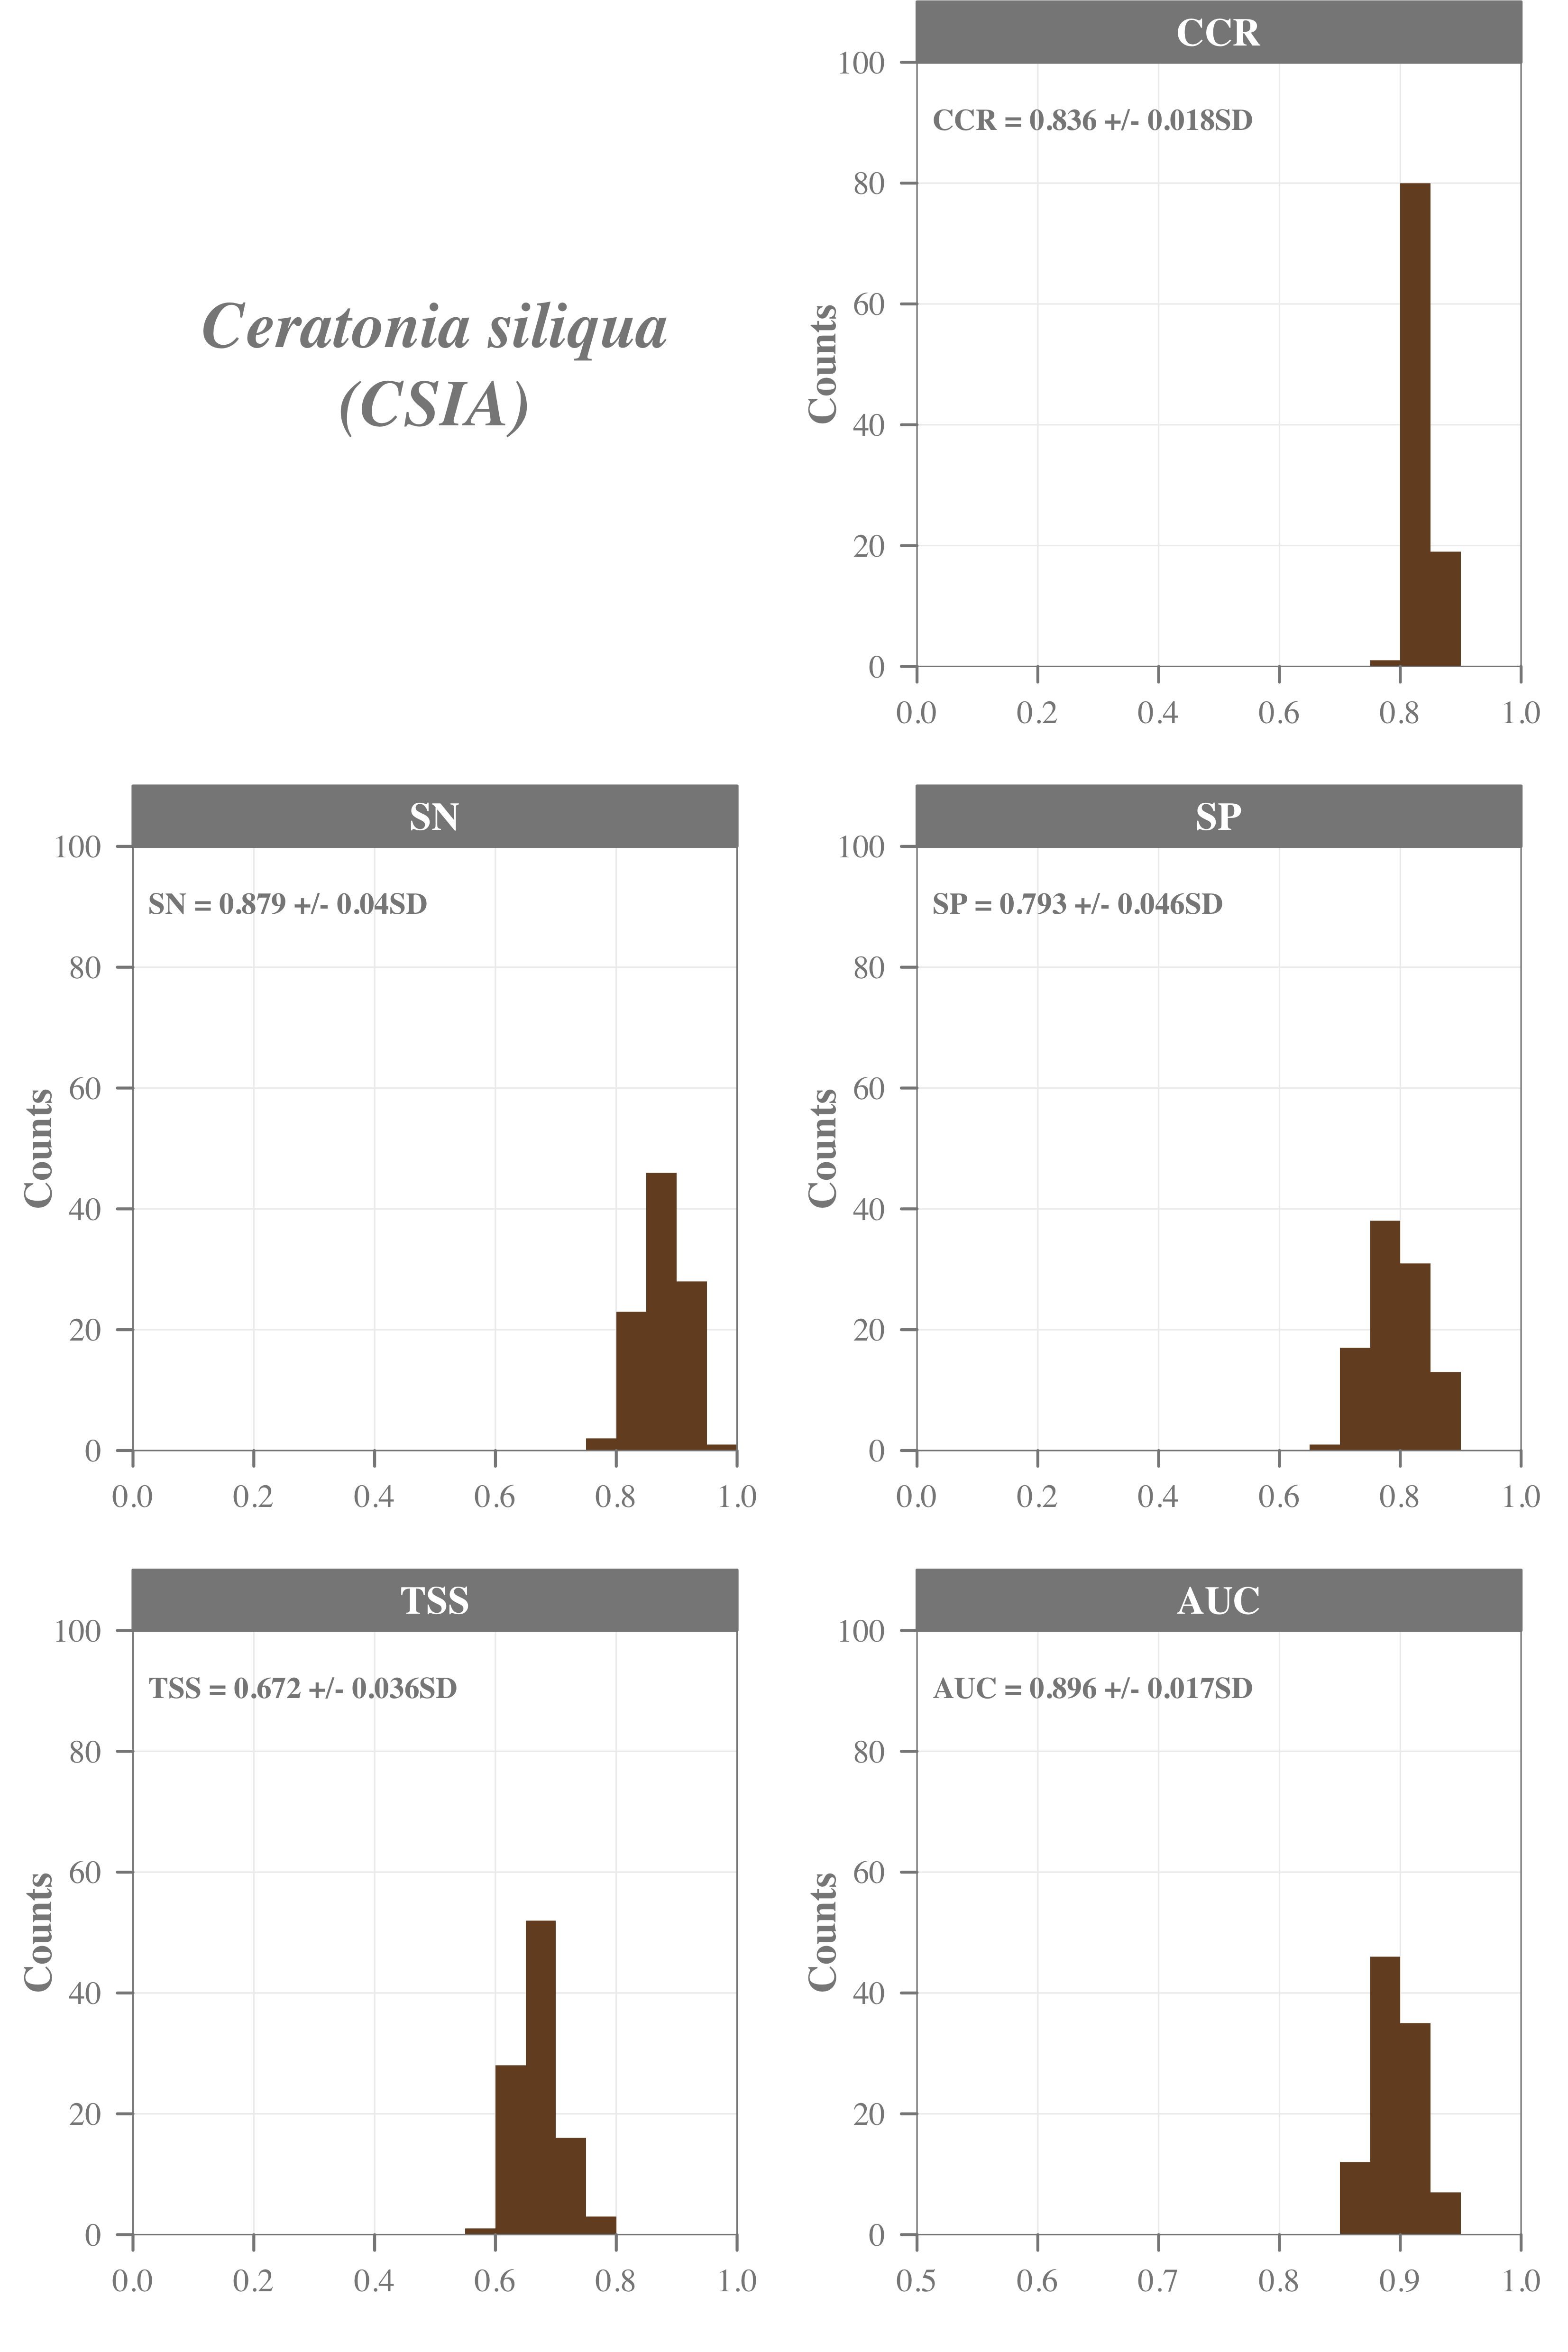 CCR
100
CCR = 0.836 +/- 0.018SD
80
60
Counts
40
20
0
0.0 0.2 0.4 0.6 0.8 1.0
Ceratonia siliqua
(CSIA)
SN
100
SN = 0.879 +/- 0.04SD
80
60
Counts
40
20
0
0.0 0.2 0.4 0.6 0.8 1.0
SP
100
SP = 0.793 +/- 0.046SD
80
60
Counts
40
20
0
0.0 0.2 0.4 0.6 0.8 1.0
TSS
100
TSS = 0.672 +/- 0.036SD
80
60
Counts
40
20
0
0.0 0.2 0.4 0.6 0.8 1.0
AUC
100
AUC = 0.896 +/- 0.017SD
80
60
Counts
40
20
0
0.5 0.6 0.7 0.8 0.9 1.0